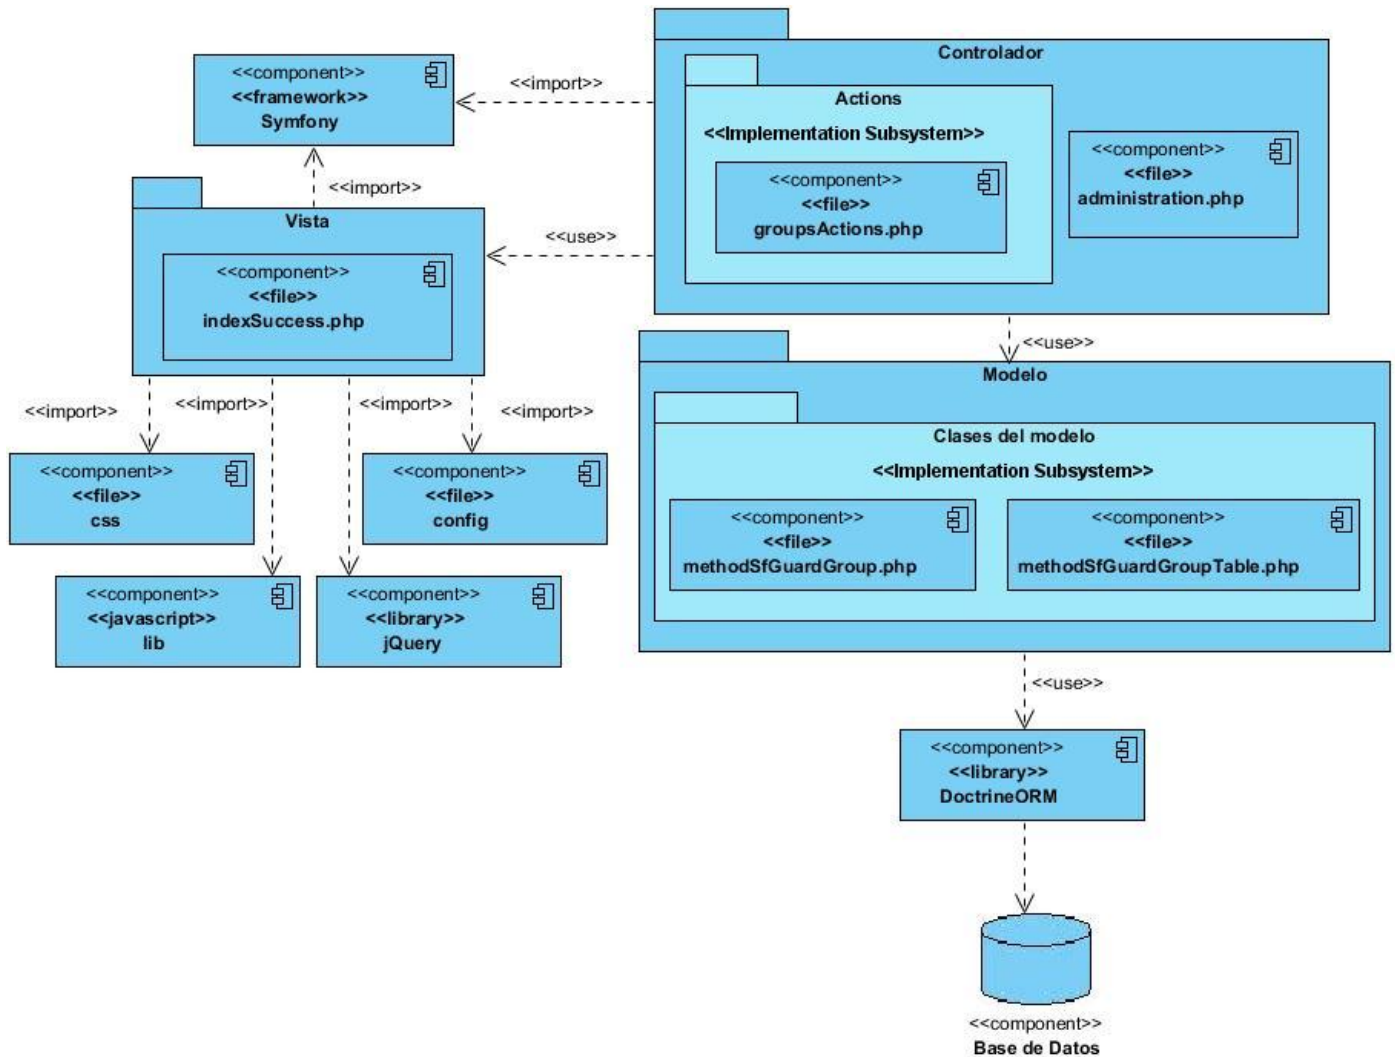 <<component>>
<<framework>>
Symfony
<<import>>
Controlador
Actions
<<Implementation Subsystem>>
<<component>>
<<file>>
groupsActions.php
<<component>>
<<file>>
administration.php
<<import>>
<<use>>
Vista
<<component>>
<<file>>
indexSuccess.php
<<use>>
<<import>>
<<import>>
<<import>>
<<import>>
<<component>>
<<file>>
css
<<component>>
<<file>>
config
<<component>>
<<javascript>>
lib
<<component>>
<<library>>
jQuery
Modelo
Clases del modelo
<<Implementation Subsystem>>
<<component>>
<<file>>
methodSfGuardGroup.php
<<component>>
<<file>>
methodSfGuardGroupTable.php
<<use>>
<<component>>
<<library>>
DoctrineORM
<<component>>
Base de Datos